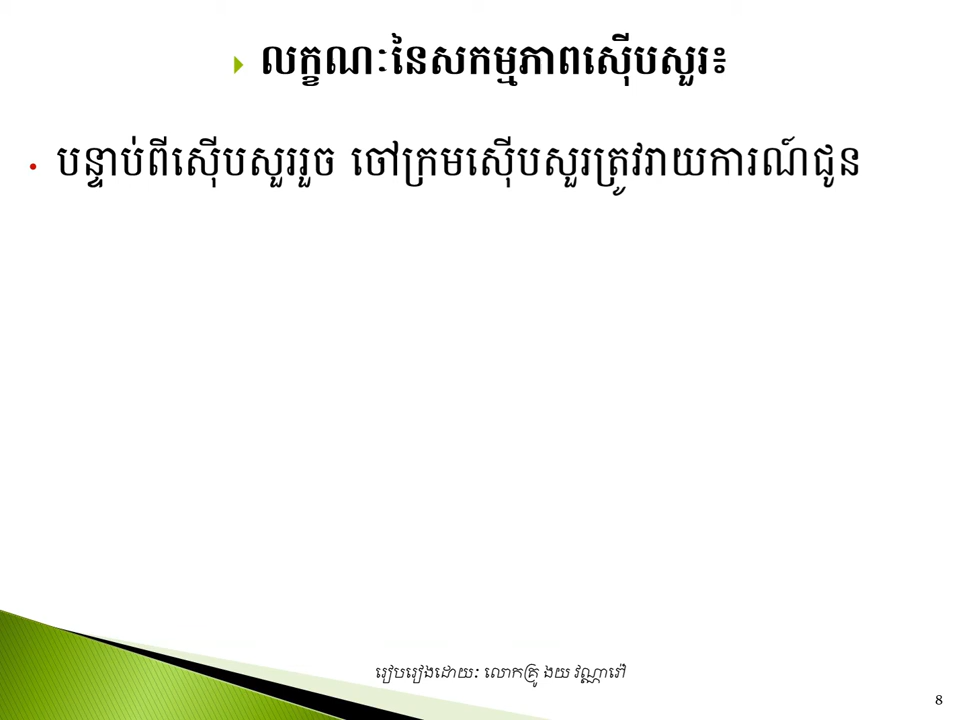 លក្ខណៈនៃសកម្មភាពស៊ើបសួរ៖
បន្ទាប់ពីស៊ើបសួររួច ចៅក្រមស៊ើបសួរត្រូវរាយការណ៍ជូន
រៀបរៀងដោយៈ លោកគ្រូ ងយ វណ្ណារៅ
8